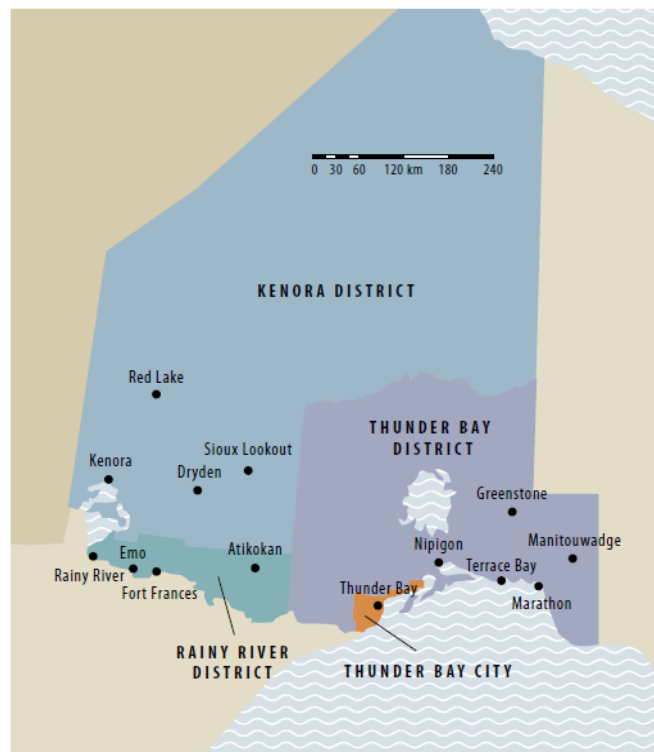 0 30 60 120 km 180 240
KENORA DISTRICT
Red Lake
THUNDER BAY
DISTRICT
Sioux Lookout
Kenora
Dryden
Greenstone
Nipigon
Manitouwadge
Emo
Atikokan
Terrace Bay
Rainy River
Fort Frances
Thunder Bay
Marathon
RAINY RIVER
DISTRICT
THUNDER BAY CITY